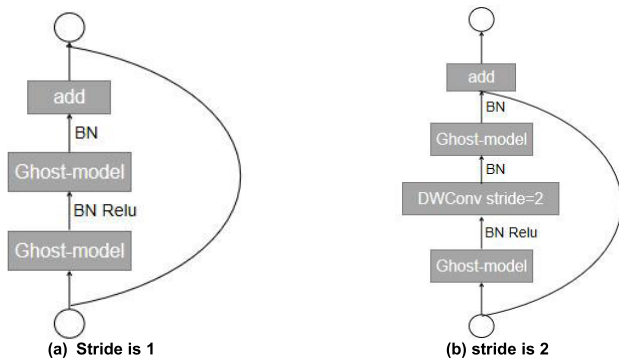 add
BN
Ghost-model
BN Relu
Ghost-model
(a) Stride is 1
add
BN
Ghost-model
BN
DWConv stride=2
BN Relu
Ghost-model
(b) stride is 2